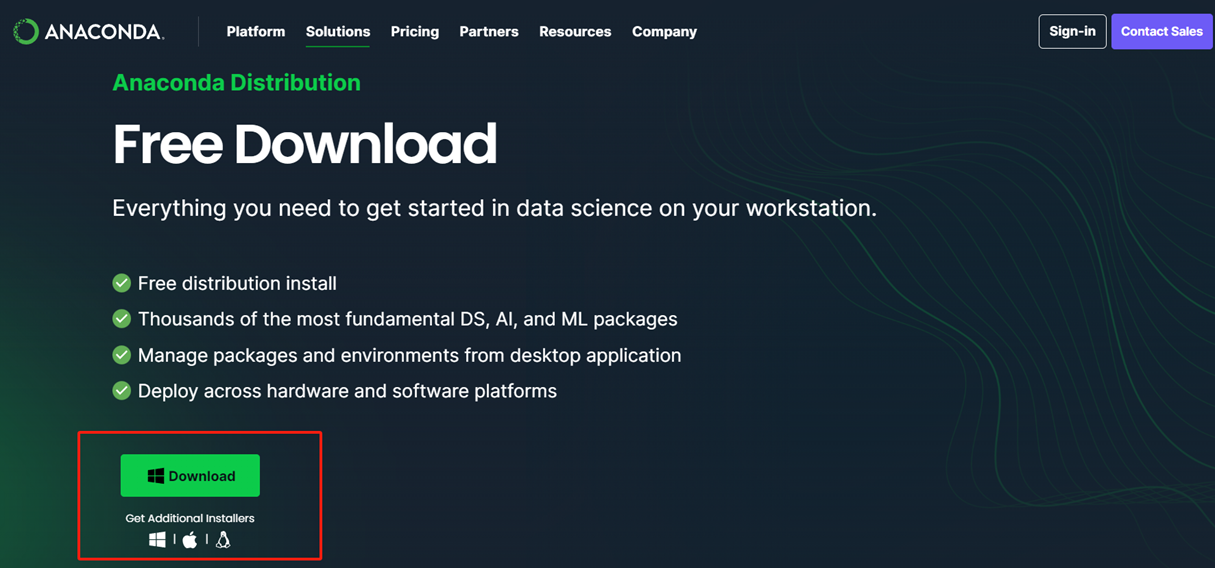 ANACONDA.
Platform Solutions Pricing Partners Resources Company Sign-in Contact Sales
Anaconda Distribution
Free Download
Everything you need to get started in data science on your workstation.
Free distribution install
Thousands of the most fundamental DS, AI, and ML packages
Manage packages and environments from desktop application
Deploy across hardware and software platforms
Download
Get Additional Installers